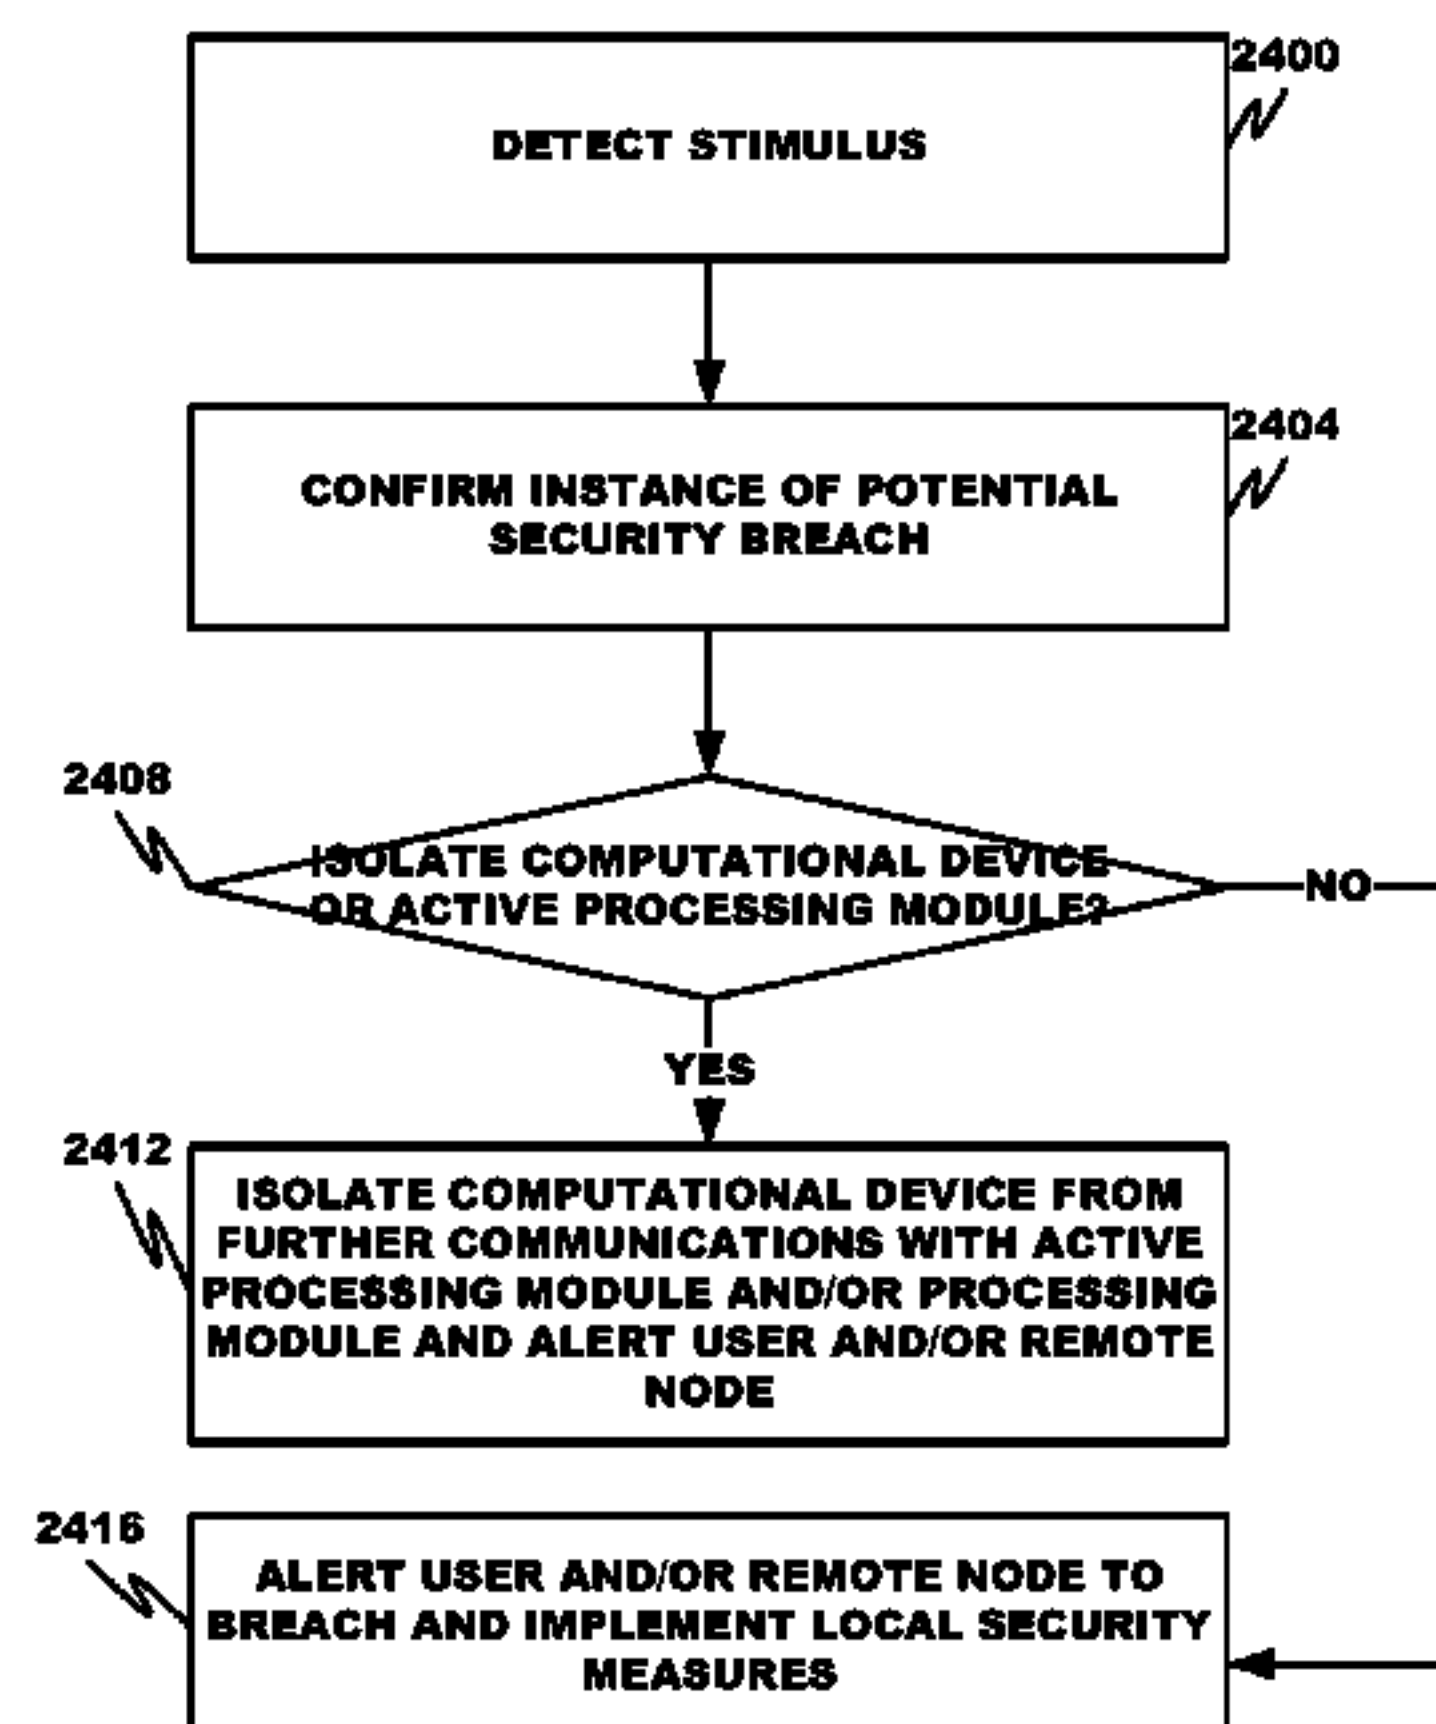 2400
DETECT STIMULUS
2404
CONFIRM INSTANCE OF POTENTIAL
SECURITY BREACH
2408
ISOLATE COMPUTATIONAL DEVICE
OR ACTIVE PROCESSING MODULE?
NO
YES
2412
ISOLATE COMPUTATIONAL DEVICE FROM
FURTHER COMMUNICATIONS WITH ACTIVE
PROCESSING MODULE AND/OR PROCESSING
MODULE AND ALERT USER AND/OR REMOTE
NODE
2416
ALERT USER AND/OR REMOTE NODE TO
BREACH AND IMPLEMENT LOCAL SECURITY
MEASURES